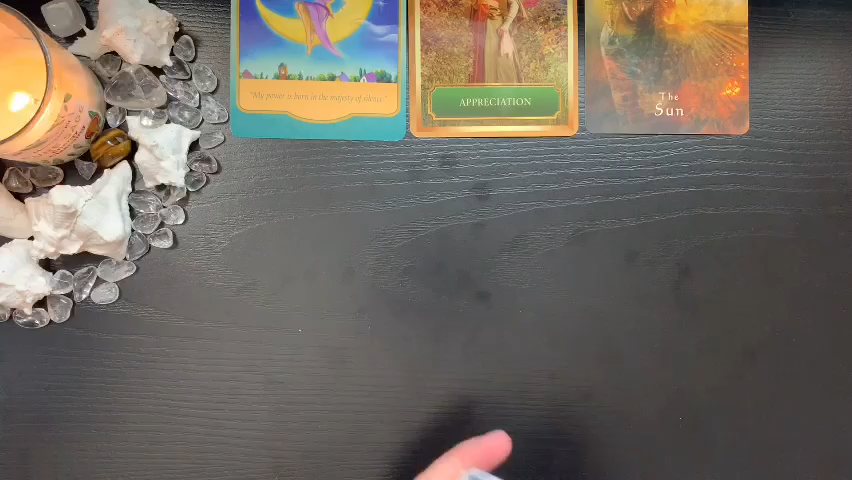 "My power is born in the majesty of silence."
APPRECIATION
The
Sun